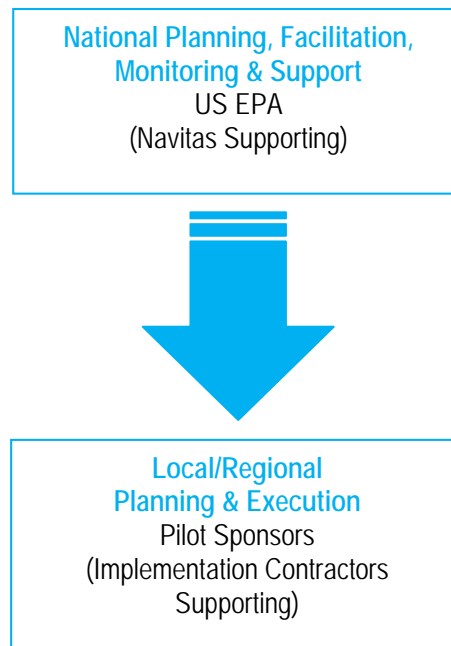 National Planning, Facilitation,
Monitoring & Support
US EPA
(Navitas Supporting)
Local/Regional
Planning & Execution
Pilot Sponsors
(Implementation Contractors
Supporting)